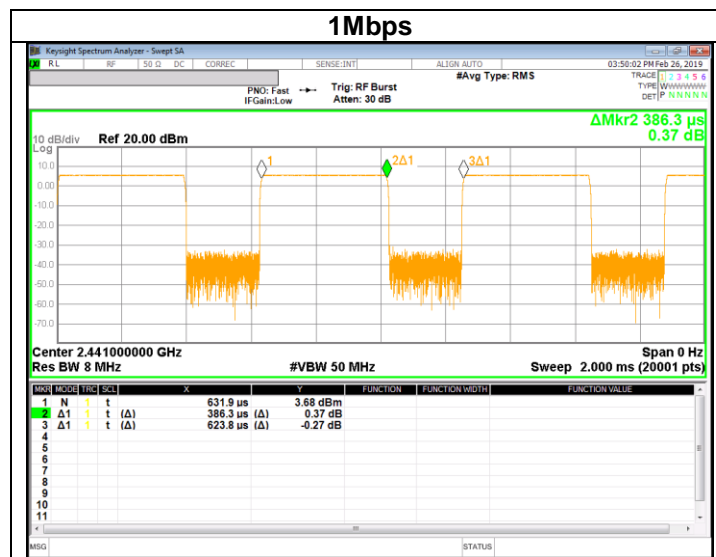 1Mbps
Keysight Spectrum Analyzer - Swept SA
LXI RL RF 50 Ω DC CORREC SENSE:INT ALIGN AUTO 03:50:02 PM Feb 26, 2019
#Avg Type: RMS
TRACE 1 2 3 4 5 6
PNO: Fast Trig: RF Burst
TYPE WWWWWW
IFGain:Low Atten: 30 dB
DET P N N N N N
ΔMkr2 386.3 µs
0.37 dB
10 dB/div Ref 20.00 dBm
Log
1 2Δ1 3Δ1
10.0
0.00
-10.0
-20.0
-30.0
-40.0
-50.0
-60.0
-70.0
Center 2.441000000 GHz Span 0 Hz
Res BW 8 MHz #VBW 50 MHz Sweep 2.000 ms (20001 pts)
MKR MODE TRC SCL X Y FUNCTION FUNCTION WIDTH FUNCTION VALUE
1 N 1 t 631.9 µs 3.68 dBm
2 Δ1 1 t (Δ) 386.3 µs (Δ) 0.37 dB
3 Δ1 1 t (Δ) 623.8 µs (Δ) -0.27 dB
4
5
6
7
8
9
10
11
MSG STATUS